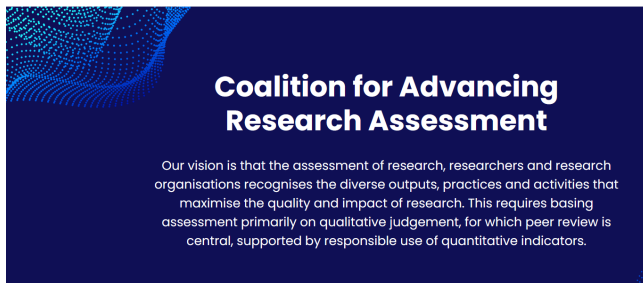 Coalition for Advancing
Research Assessment
Our vision is that the assessment of research, researchers and research
organisations recognises the diverse outputs, practices and activities that
maximise the quality and impact of research. This requires basing
assessment primarily on qualitative judgement, for which peer review is
central, supported by responsible use of quantitative indicators.